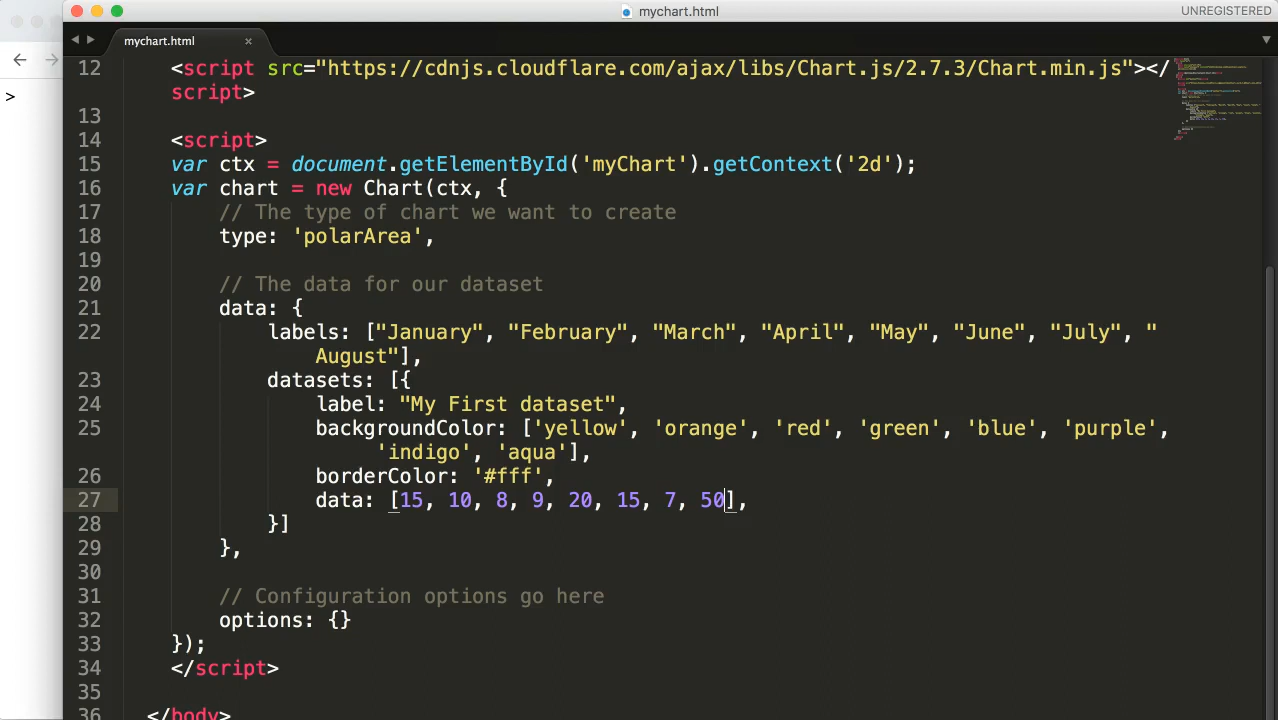 mychart.html
UNREGISTERED
mychart.html ×
>
12 <script src="https://cdnjs.cloudflare.com/ajax/libs/Chart.js/2.7.3/Chart.min.js"></
script>
13
14 <script>
15 var ctx = document.getElementById('myChart').getContext('2d');
16 var chart = new Chart(ctx, {
17 // The type of chart we want to create
18 type: 'polarArea',
19
20 // The data for our dataset
21 data: {
22 labels: ["January", "February", "March", "April", "May", "June", "July", "
August"],
23 datasets: [{
24 label: "My First dataset",
25 backgroundColor: ['yellow', 'orange', 'red', 'green', 'blue', 'purple',
'indigo', 'aqua'],
26 borderColor: '#fff',
27 data: [15, 10, 8, 9, 20, 15, 7, 50],
28 }]
29 },
30
31 // Configuration options go here
32 options: {}
33 });
34 </script>
35
36 </body>